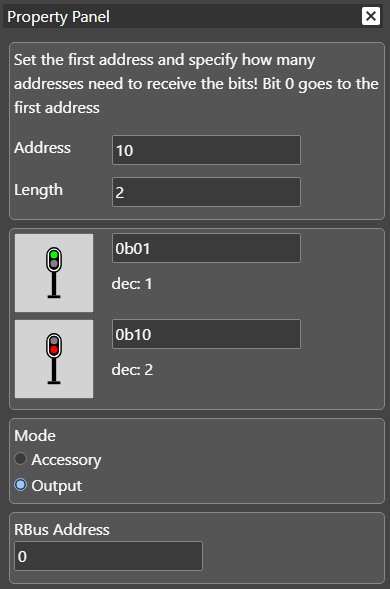 Property Panel
Set the first address and specify how many
addresses need to receive the bits! Bit 0 goes to the
first address
Address
10
Length
2
0b01
dec: 1
0b10
dec: 2
Mode
Accessory
Output
RBus Address
0